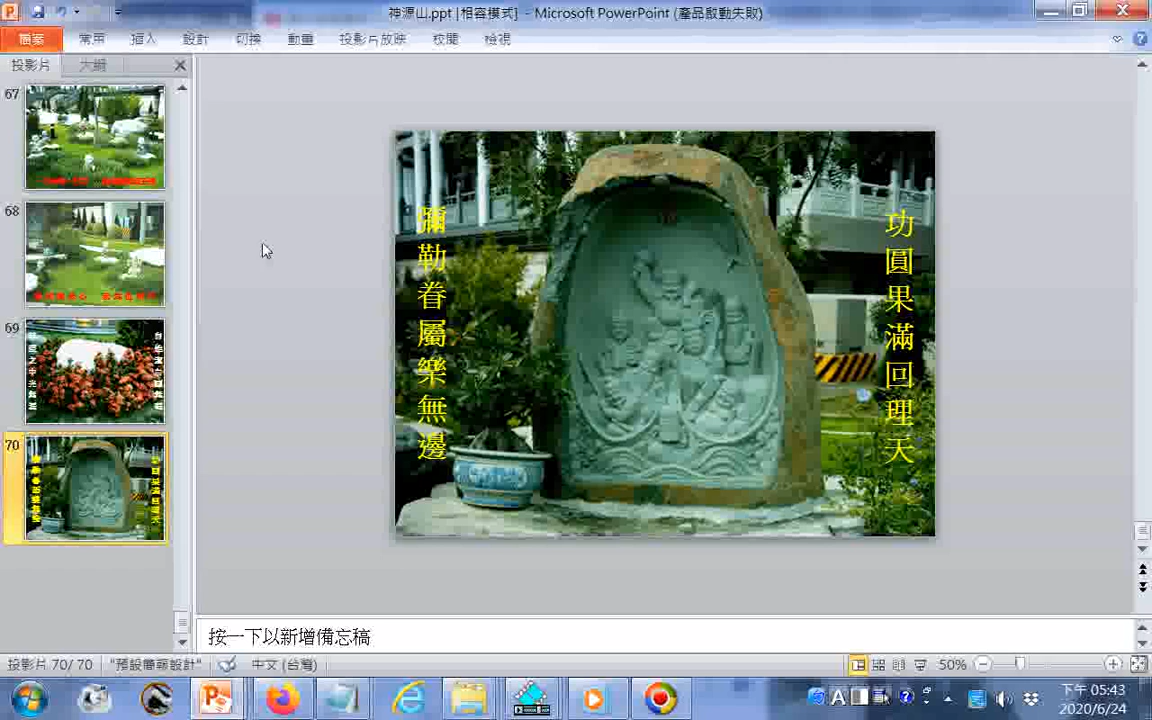 神源山.ppt [相容模式] - Microsoft PowerPoint (產品啟動失敗)
檔案 常用 插入 設計 切換 動畫 投影片放映 校閱 檢視
投影片 大綱
67
68
69
70
功圓果滿回理天
彌勒眷屬樂無邊
按一下以新增備忘稿
投影片 70/ 70 "預設簡報設計" 中文 (台灣) 50%
下午 05:43
2020/6/24